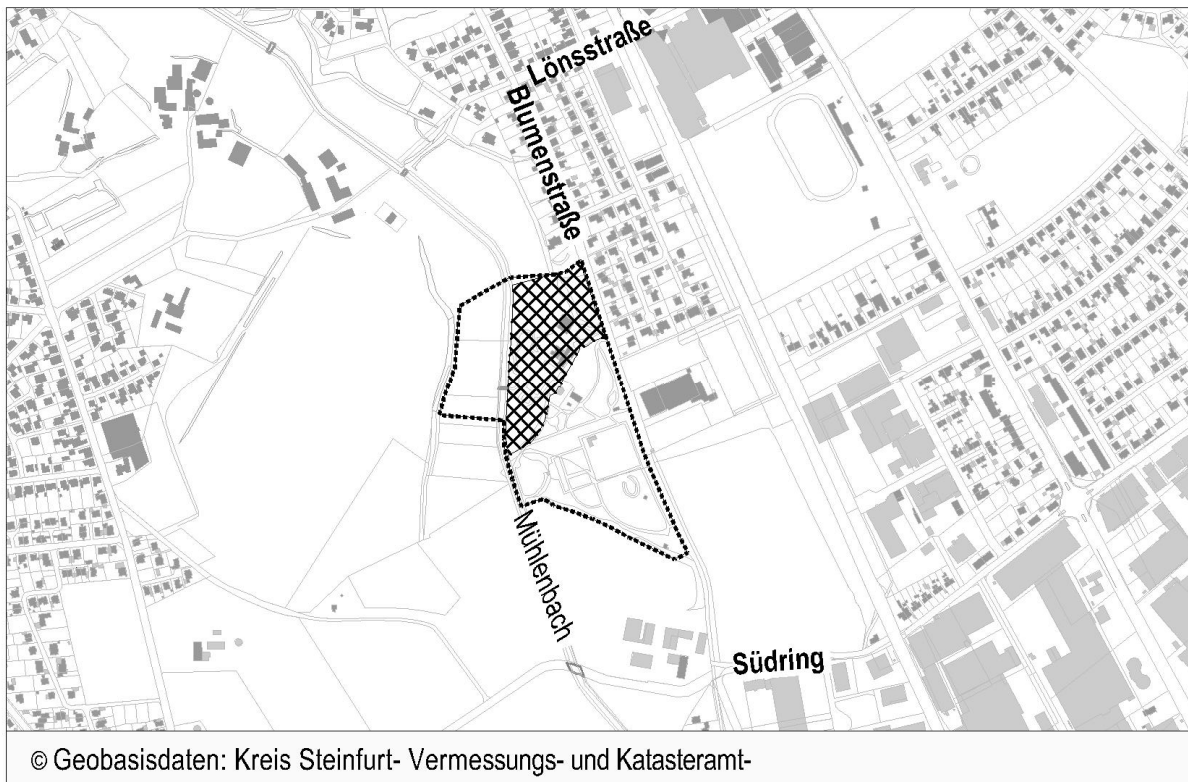 Lönsstraße
Blumenstraße
Mühlenbach
Südring
© Geobasisdaten: Kreis Steinfurt- Vermessungs- und Katasteramt-